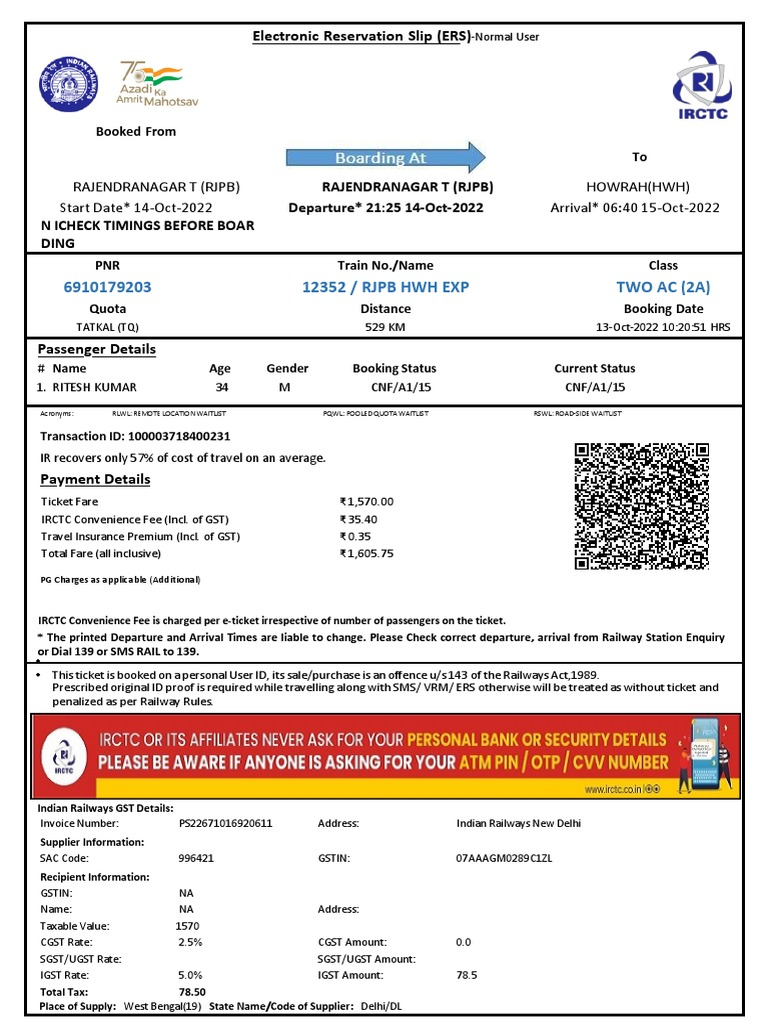 Electronic Reservation Slip (ERS)-Normal User
INDIAN RAILWAYS
75 Azadi Ka
Amrit Mahotsav
IRCTC
Booked From
Boarding At
To
RAJENDRANAGAR T (RJPB) RAJENDRANAGAR T (RJPB) HOWRAH(HWH)
Start Date* 14-Oct-2022 Departure* 21:25 14-Oct-2022 Arrival* 06:40 15-Oct-2022
N ICHECK TIMINGS BEFORE BOAR
DING
PNR Train No./Name Class
6910179203 12352 / RJPB HWH EXP TWO AC (2A)
Quota Distance Booking Date
TATKAL (TQ) 529 KM 13-Oct-2022 10:20:51 HRS
Passenger Details
# Name Age Gender Booking Status Current Status
1. RITESH KUMAR 34 M CNF/A1/15 CNF/A1/15
Acronyms: RLWL: REMOTE LOCATION WAITLIST PQWL: POOLED QUOTA WAITLIST RSWL: ROAD-SIDE WAITLIST
Transaction ID: 100003718400231
IR recovers only 57% of cost of travel on an average.
Payment Details
Ticket Fare ₹ 1,570.00
IRCTC Convenience Fee (Incl. of GST) ₹ 35.40
Travel Insurance Premium (Incl. of GST) ₹ 0.35
Total Fare (all inclusive) ₹ 1,605.75
PG Charges as applicable (Additional)
IRCTC Convenience Fee is charged per e-ticket irrespective of number of passengers on the ticket.
* The printed Departure and Arrival Times are liable to change. Please Check correct departure, arrival from Railway Station Enquiry
or Dial 139 or SMS RAIL to 139.
•
• This ticket is booked on a personal User ID, its sale/purchase is an offence u/s 143 of the Railways Act,1989.
Prescribed original ID proof is required while travelling along with SMS/ VRM/ ERS otherwise will be treated as without ticket and
penalized as per Railway Rules.
IRCTC OR ITS AFFILIATES NEVER ASK FOR YOUR PERSONAL BANK OR SECURITY DETAILS
PLEASE BE AWARE IF ANYONE IS ASKING FOR YOUR ATM PIN / OTP / CVV NUMBER
IRCTC
www.irctc.co.in
Indian Railways GST Details:
Invoice Number: PS22671016920611 Address: Indian Railways New Delhi
Supplier Information:
SAC Code: 996421 GSTIN: 07AAAGM0289C1ZL
Recipient Information:
GSTIN: NA
Name: NA Address:
Taxable Value: 1570
CGST Rate: 2.5% CGST Amount: 0.0
SGST/UGST Rate: SGST/UGST Amount:
IGST Rate: 5.0% IGST Amount: 78.5
Total Tax: 78.50
Place of Supply: West Bengal(19) State Name/Code of Supplier: Delhi/DL